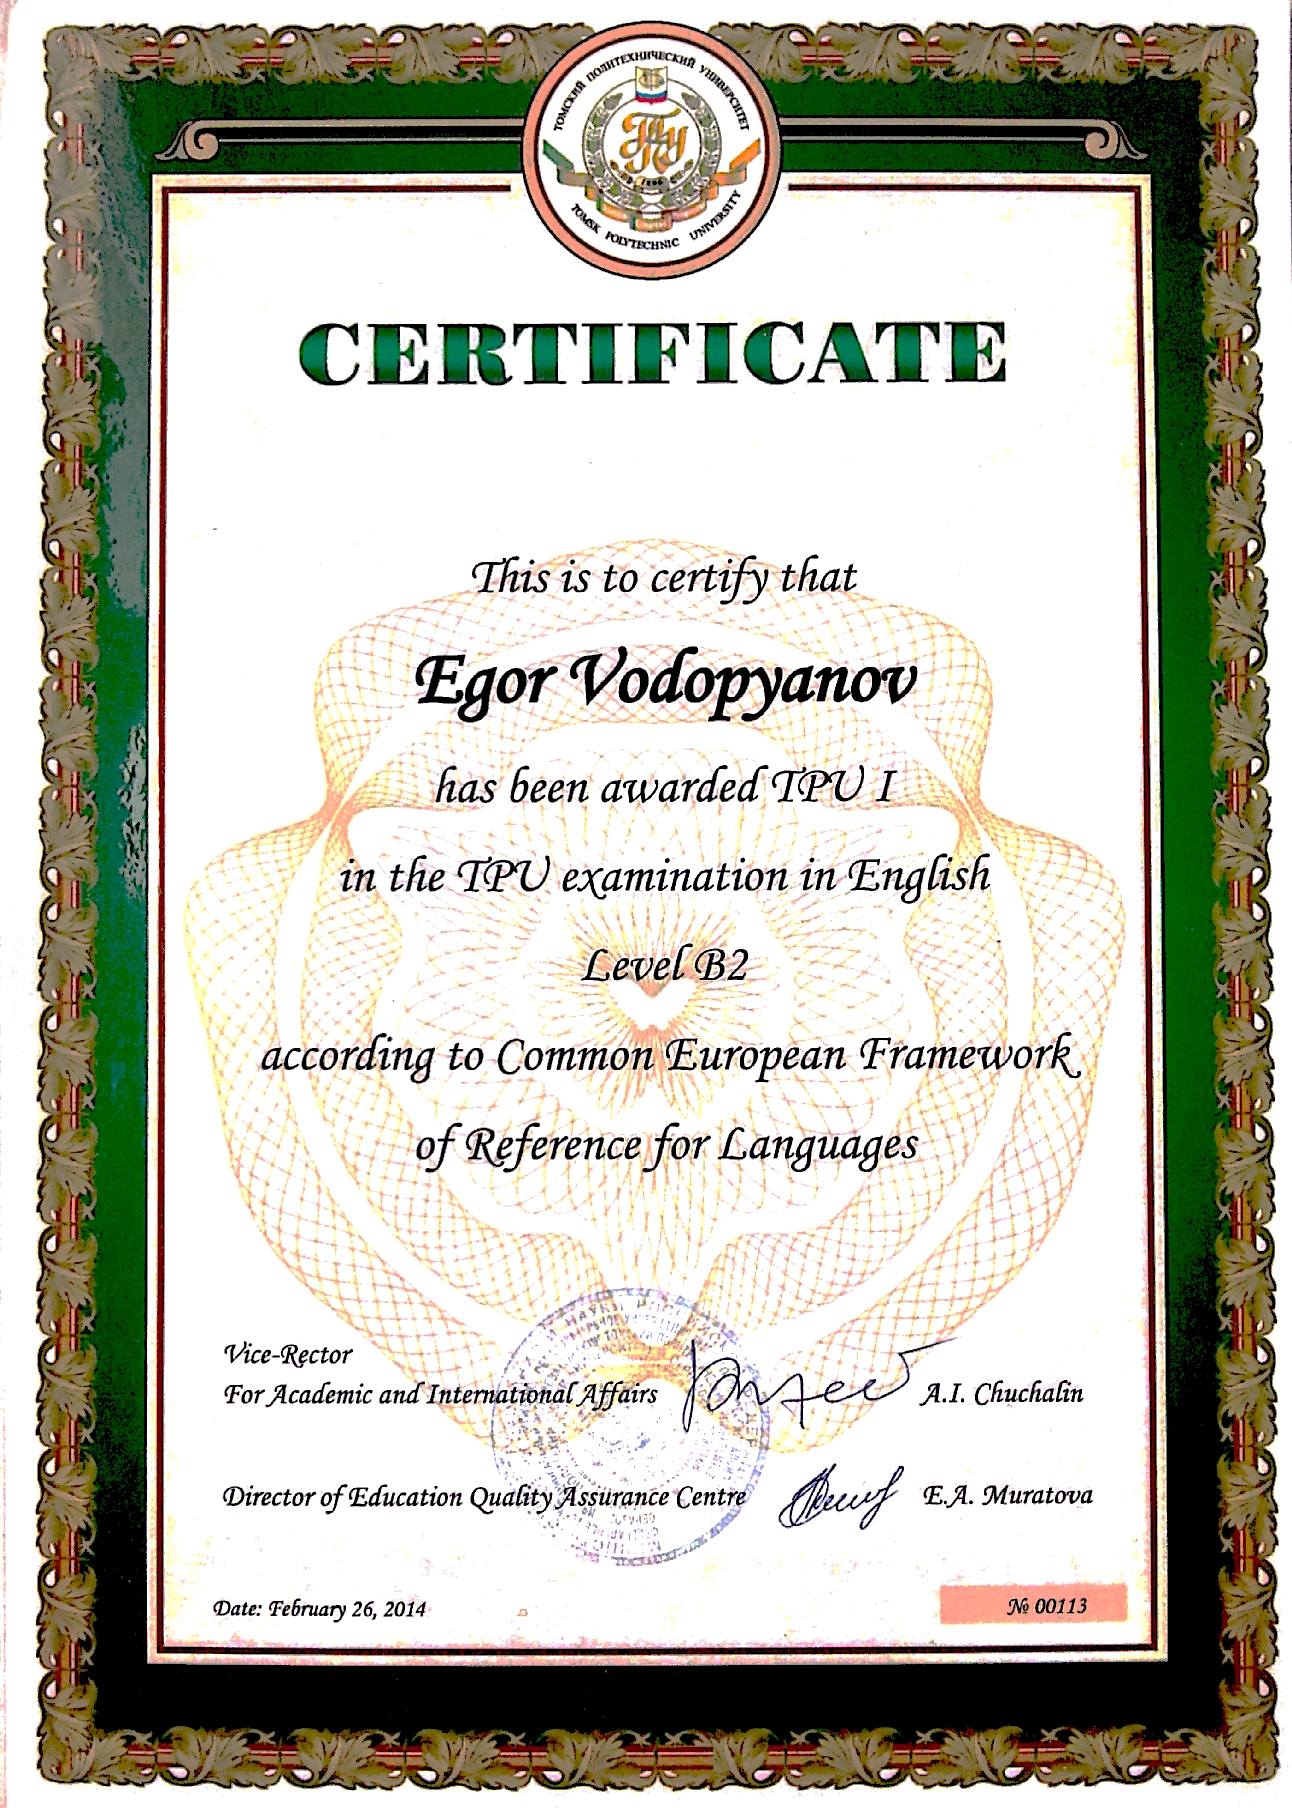 ТОМСКИЙ ПОЛИТЕХНИЧЕСКИЙ УНИВЕРСИТЕТ
ТПУ
1896
TOMSK POLYTECHNIC UNIVERSITY
CERTIFICATE
This is to certify that
Egor Vodopyanov
has been awarded TPU I
in the TPU examination in English
Level B2
according to Common European Framework
of Reference for Languages
Vice-Rector
For Academic and International Affairs A.I. Chuchalin
Director of Education Quality Assurance Centre E.A. Muratova
Date: February 26, 2014
№ 00113